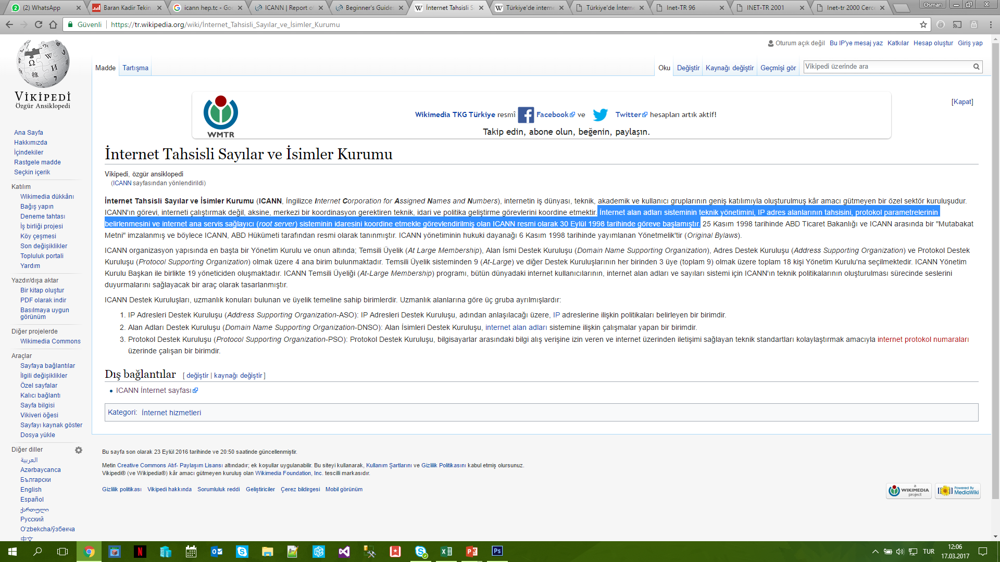 (2) WhatsApp
Baran Kadir Tekin
icann hep.tc - Goo
ICANN | Report o
Beginner's Guide:
İnternet Tahsisli S
Türkiye'de interne
Türkiye'de İnterne
Inet-TR 96
INET-TR 2001
Inet-tr 2000 Cerce
Osman
Güvenli
https://tr.wikipedia.org/wiki/İnternet_Tahsisli_Sayılar_ve_İsimler_Kurumu
Oturum açık değil Bu IP'ye mesaj yaz Katkılar Hesap oluştur Giriş yap
Madde Tartışma
Oku Değiştir Kaynağı değiştir Geçmişi gör
Vikipedi üzerinde ara
VİKİPEDİ
Özgür Ansiklopedi
Ana Sayfa
Hakkımızda
İçindekiler
Rastgele madde
Seçkin içerik
Katılım
Wikimedia dükkânı
Bağış yapın
Deneme tahtası
İş birliği projesi
Köy çeşmesi
Son değişiklikler
Topluluk portali
Yardım
Yazdır/dışa aktar
Bir kitap oluştur
PDF olarak indir
Basılmaya uygun
görünüm
Diğer projelerde
Wikimedia Commons
Araçlar
Sayfaya bağlantılar
İlgili değişiklikler
Özel sayfalar
Kalıcı bağlantı
Sayfa bilgisi
Vikiveri öğesi
Sayfayı kaynak göster
Dosya yükle
Diğer diller
العربية
Azərbaycanca
Български
English
Español
ქართული
Русский
Oʻzbekcha/ўзбекча
中文
WMTR
Wikimedia TKG Türkiye resmî Facebook ve Twitter hesapları artık aktif!
Takip edin, abone olun, beğenin, paylaşın.
[Kapat]
İnternet Tahsisli Sayılar ve İsimler Kurumu
Vikipedi, özgür ansiklopedi
(ICANN sayfasından yönlendirildi)
İnternet Tahsisli Sayılar ve İsimler Kurumu (ICANN, İngilizce Internet Corporation for Assigned Names and Numbers), internetin iş dünyası, teknik, akademik ve kullanıcı gruplarının geniş katılımıyla oluşturulmuş kâr amacı gütmeyen bir özel sektör kuruluşudur.
ICANN'ın görevi, interneti çalıştırmak değil, aksine, merkezi bir koordinasyon gerektiren teknik, idari ve politika geliştirme görevlerini koordine etmektir. İnternet alan adları sisteminin teknik yönetimini, IP adres alanlarının tahsisini, protokol parametrelerinin
belirlenmesini ve internet ana servis sağlayıcı (root server) sisteminin idaresini koordine etmekle görevlendirilmiş olan ICANN resmi olarak 30 Eylül 1998 tarihinde göreve başlamıştır. 25 Kasım 1998 tarihinde ABD Ticaret Bakanlığı ve ICANN arasında bir "Mutabakat
Metni" imzalanmış ve böylece ICANN, ABD Hükümeti tarafından resmi olarak tanınmıştır. ICANN yönetiminin hukuki dayanağı 6 Kasım 1998 tarihinde yayımlanan Yönetmelik'tir (Original Bylaws).
ICANN organizasyon yapısında en başta bir Yönetim Kurulu ve onun altında; Temsili Üyelik (At Large Membership), Alan İsmi Destek Kuruluşu (Domain Name Supporting Organization), Adres Destek Kuruluşu (Address Supporting Organization) ve Protokol Destek
Kuruluşu (Protocol Supporting Organization) olmak üzere 4 ana birim bulunmaktadır. Temsili Üyelik sisteminden 9 (At-Large) ve diğer Destek Kuruluşlarının her birinden 3 üye (toplam 9) olmak üzere toplam 18 kişi Yönetim Kurulu'na seçilmektedir. ICANN Yönetim
Kurulu Başkan ile birlikte 19 yöneticiden oluşmaktadır. ICANN Temsili Üyeliği (At-Large Membership) programı, bütün dünyadaki internet kullanıcılarının, internet alan adları ve sayıları sistemi için ICANN'ın teknik politikalarının oluşturulması sürecinde seslerini
duyurmalarını sağlayacak bir araç olarak tasarlanmıştır.
ICANN Destek Kuruluşları, uzmanlık konuları bulunan ve üyelik temeline sahip birimlerdir. Uzmanlık alanlarına göre üç gruba ayrılmışlardır:
1. IP Adresleri Destek Kuruluşu (Address Supporting Organization-ASO): IP Adresleri Destek Kuruluşu, adından anlaşılacağı üzere, IP adreslerine ilişkin politikaları belirleyen bir birimdir.
2. Alan Adları Destek Kuruluşu (Domain Name Supporting Organization-DNSO): Alan İsimleri Destek Kuruluşu, internet alan adları sistemine ilişkin çalışmalar yapan bir birimdir.
3. Protokol Destek Kuruluşu (Protocol Supporting Organization-PSO): Protokol Destek Kuruluşu, bilgisayarlar arasındaki bilgi alış verişine izin veren ve internet üzerinden iletişimi sağlayan teknik standartları kolaylaştırmak amacıyla internet protokol numaraları
üzerinde çalışan bir birimdir.
Dış bağlantılar [ değiştir | kaynağı değiştir ]
ICANN İnternet sayfası
Kategori: İnternet hizmetleri
Bu sayfa son olarak 23 Eylül 2016 tarihinde ve 20:50 saatinde güncellenmiştir.
Metin Creative Commons Atıf- Paylaşım Lisansı altındadır; ek koşullar uygulanabilir. Bu siteyi kullanarak, Kullanım Şartlarını ve Gizlilik Politikasını kabul etmiş olursunuz.
Vikipedi® (ve Wikipedia®) kâr amacı gütmeyen kuruluş olan Wikimedia Foundation, Inc. tescilli markasıdır.
Gizlilik politikası Vikipedi hakkında Sorumluluk reddi Geliştiriciler Çerez bildirgesi Mobil görünüm
a WIKIMEDIA project
Powered By MediaWiki
TUR
12:06
17.03.2017